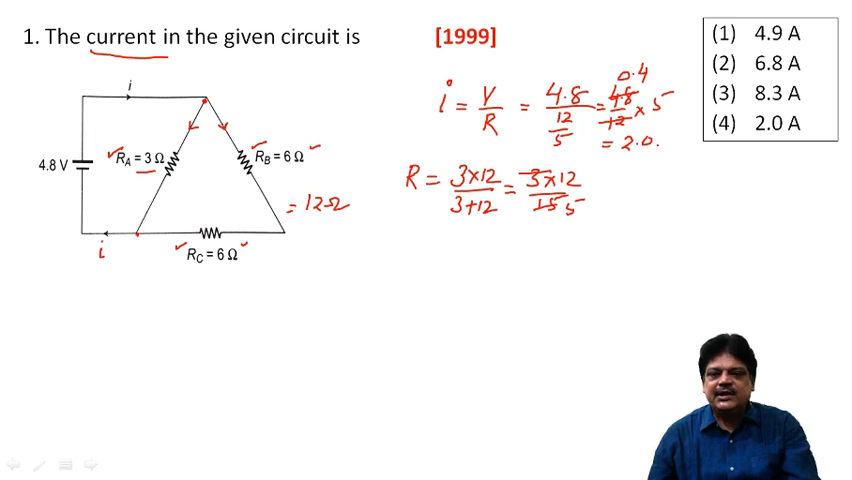 1. The current in the given circuit is
[1999]
(1) 4.9 A
(2) 6.8 A
(3) 8.3 A
(4) 2.0 A
i
4.8 V
R_A = 3 Ω
R_B = 6 Ω
= 12Ω
R_C = 6 Ω
i
i = V/R = 4.8/(12/5) = 48/12 × 5
0.4
= 2.0.
R = 3×12/3+12 = 3×12/15 5